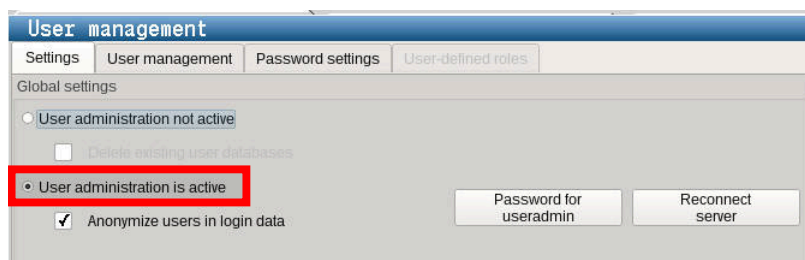 User management
Settings User management Password settings User-defined roles
Global settings
User administration not active
Delete existing user databases
User administration is active
Password for
useradmin
Reconnect
server
Anonymize users in login data